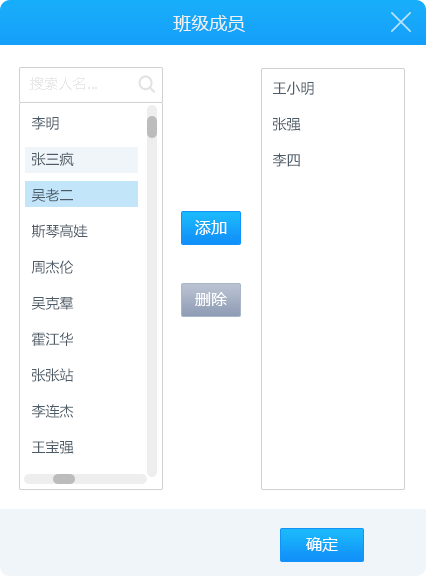 班级成员
搜索人名...
李明
张三疯
吴老二
斯琴高娃
周杰伦
吴克羣
霍江华
张张站
李连杰
王宝强
添加
删除
王小明
张强
李四
确定